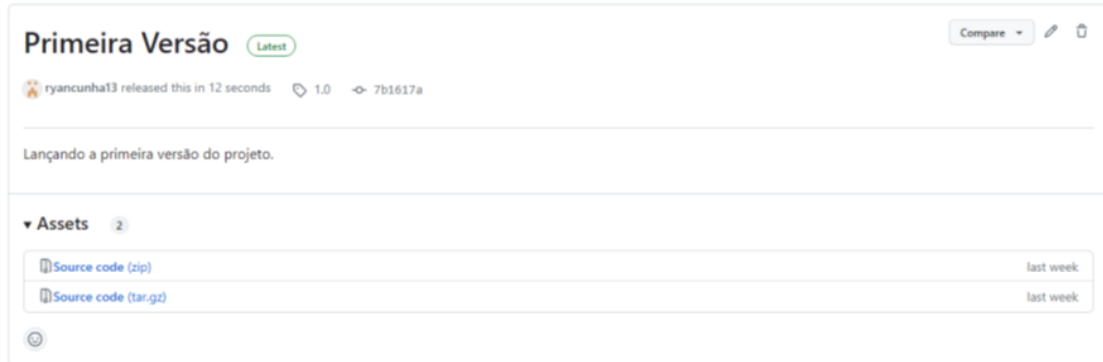 Primeira Versão Latest Compare
ryancunha13 released this in 12 seconds 1.0 7b1617a
Lançando a primeira versão do projeto.
Assets 2
Source code (zip) last week
Source code (tar.gz) last week